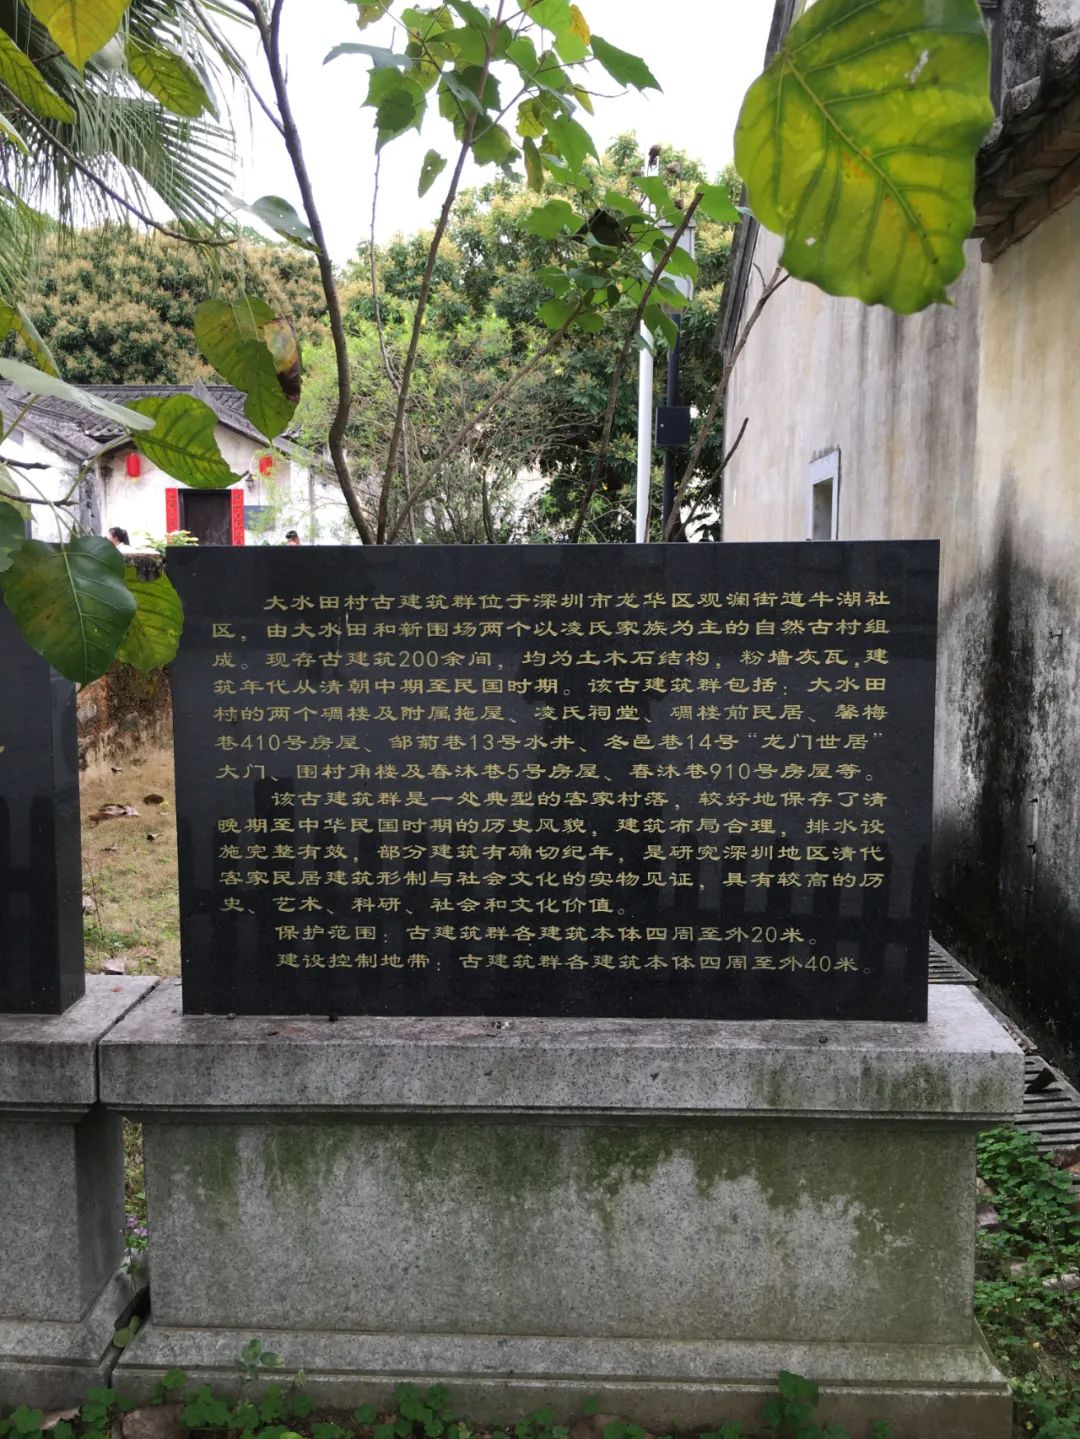 大水田村古建筑群位于深圳市龙华区观澜街道牛湖社
区，由大水田和新围场两个以凌氏家族为主的自然古村组
成。现存古建筑200余间，均为土木石结构，粉墙灰瓦，建
筑年代从清朝中期至民国时期。该古建筑群包括：大水田
村的两个碉楼及附属拖屋、凌氏祠堂、碉楼前民居、馨梅
巷410号房屋、邹菊巷13号水井、冬邑巷14号“龙门世居”
大门、围村角楼及春沐巷5号房屋、春沐巷910号房屋等。
该古建筑群是一处典型的客家村落，较好地保存了清
晚期至中华民国时期的历史风貌，建筑布局合理，排水设
施完整有效，部分建筑有确切纪年，是研究深圳地区清代
客家民居建筑形制与社会文化的实物见证，具有较高的历
史、艺术、科研、社会和文化价值。
保护范围：古建筑群各建筑本体四周至外20米。
建设控制地带：古建筑群各建筑本体四周至外40米。